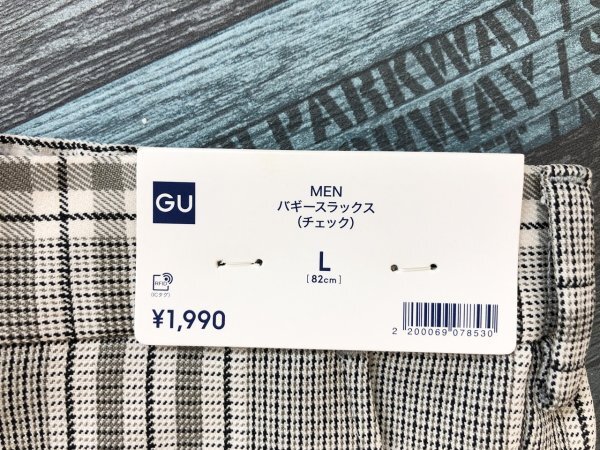 PARKWAY/
GU
MEN
バギースラックス
(チェック)
L
[82cm]
RFID
(ICタグ)
¥1,990
2 200069 078530